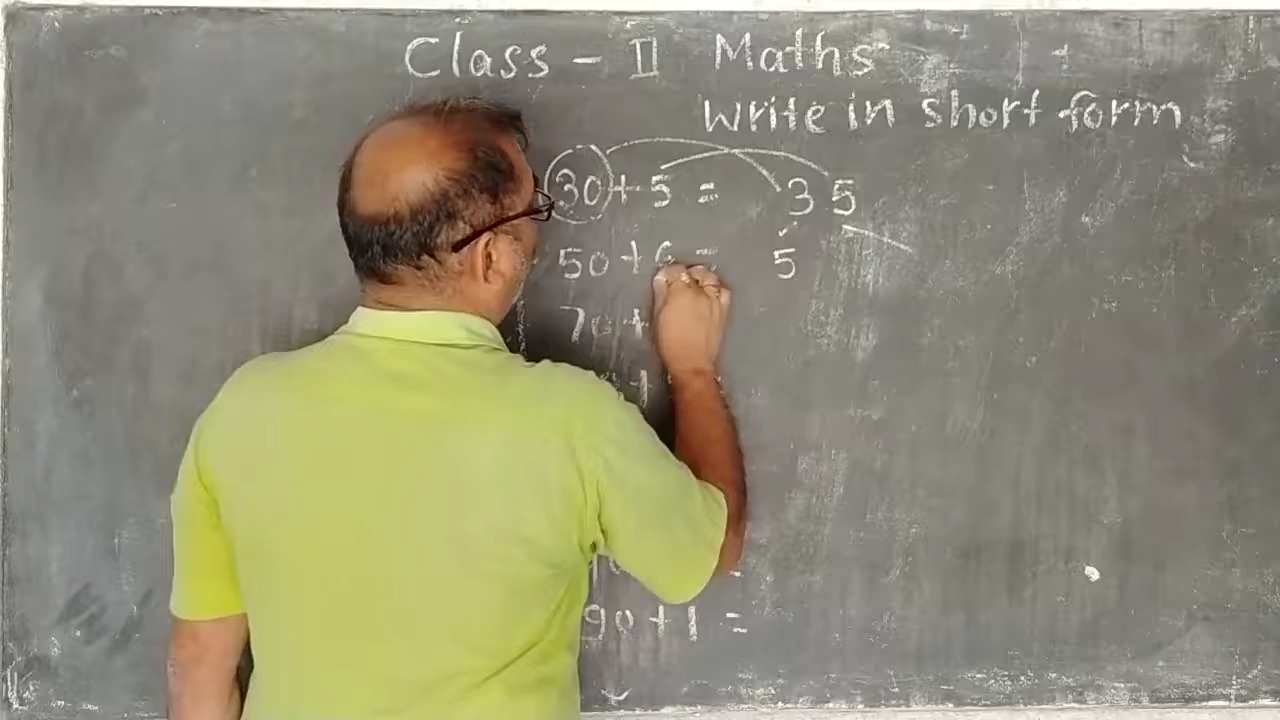 Class - II Maths
Write in short form
30+5 = 35
50+6 = 5
70+
+
90+1 =